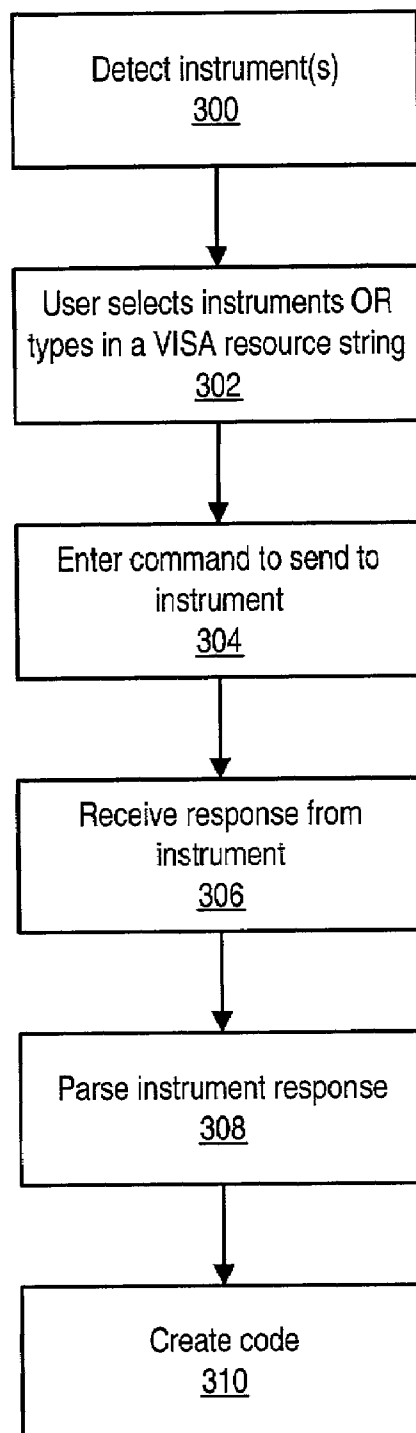 Detect instrument(s)
300
User selects instruments OR
types in a VISA resource string
302
Enter command to send to
instrument
304
Receive response from
instrument
306
Parse instrument response
308
Create code
310